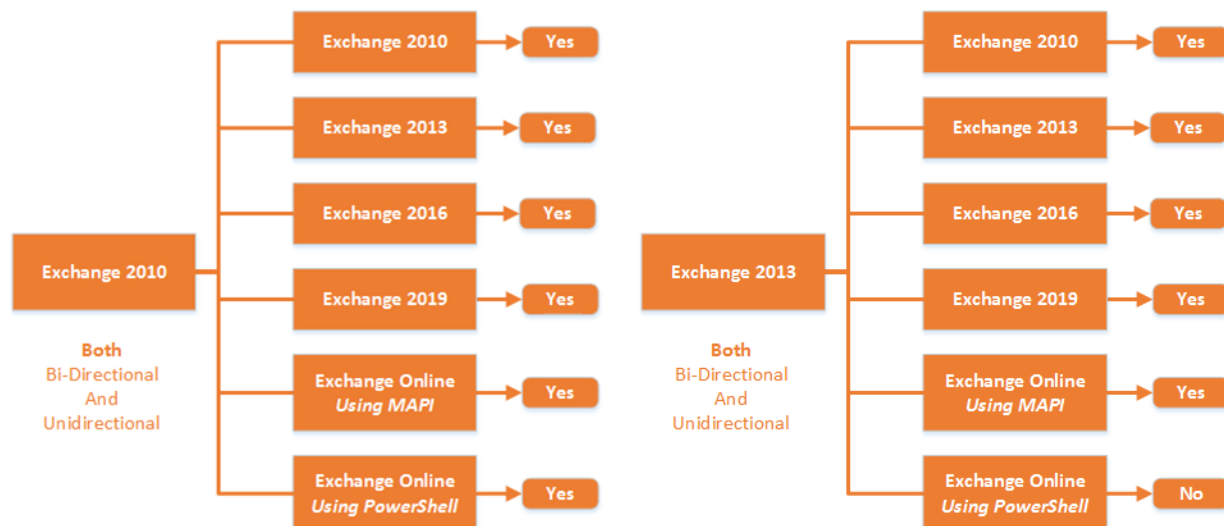 Exchange 2010
Both
Bi-Directional
And
Unidirectional
Exchange 2010
Yes
Exchange 2013
Yes
Exchange 2016
Yes
Exchange 2019
Yes
Exchange Online
Using MAPI
Yes
Exchange Online
Using PowerShell
Yes
Exchange 2013
Both
Bi-Directional
And
Unidirectional
Exchange 2010
Yes
Exchange 2013
Yes
Exchange 2016
Yes
Exchange 2019
Yes
Exchange Online
Using MAPI
Yes
Exchange Online
Using PowerShell
No